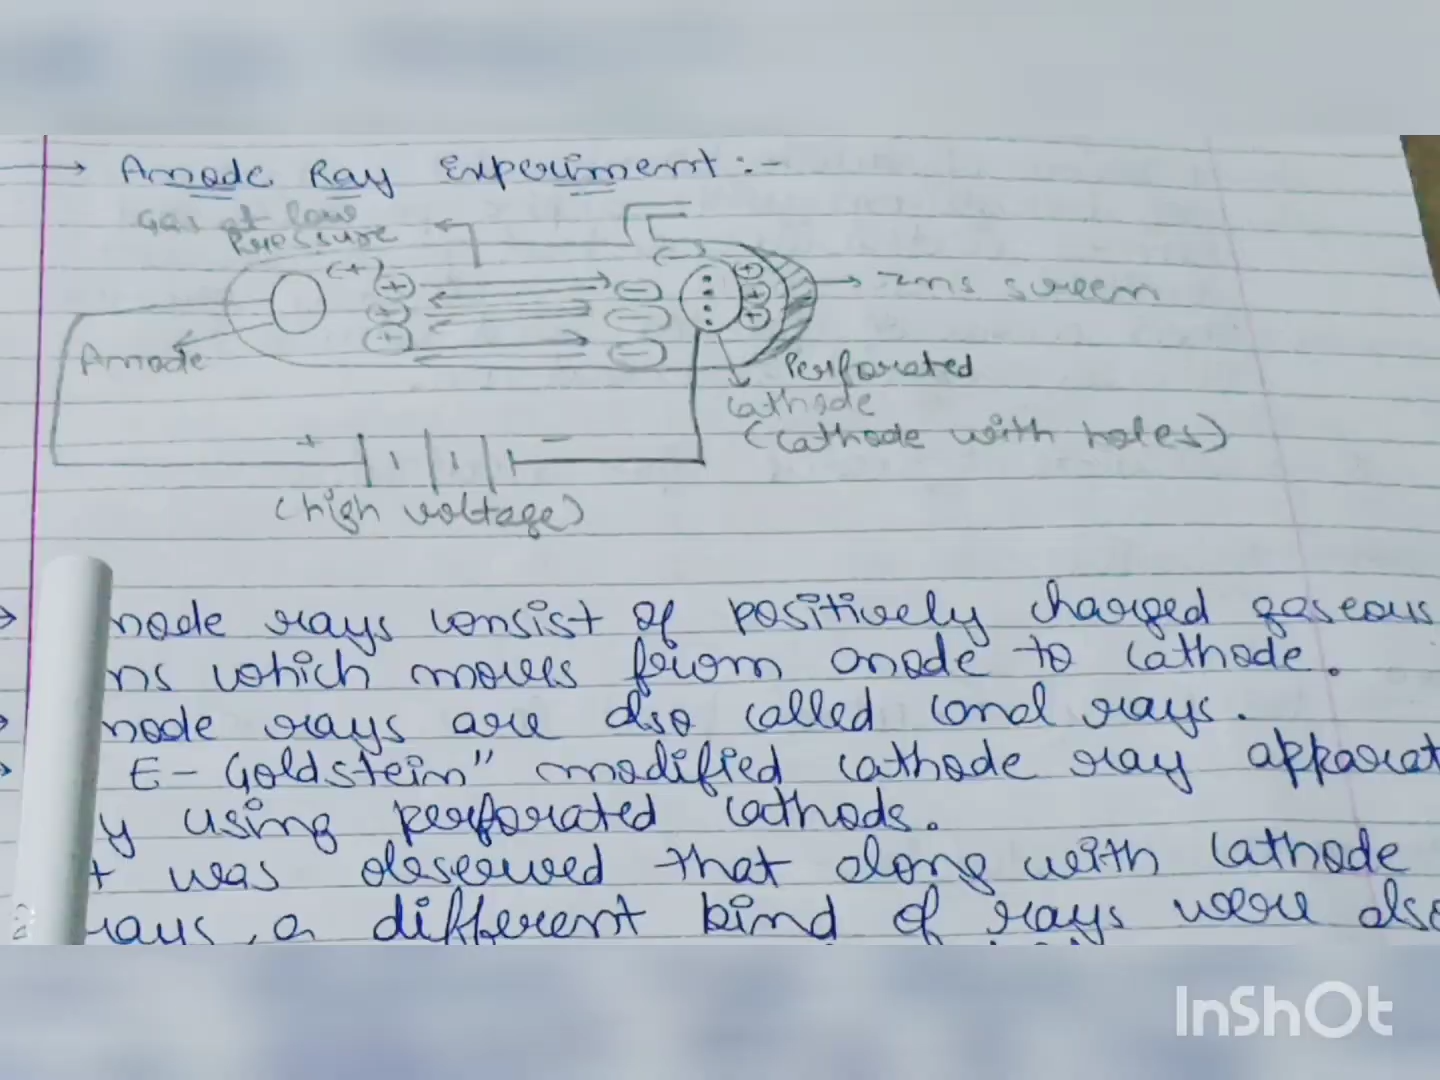 → Anode Ray Experiment :-
Gas at low
Pressure
(+)
→ zns screen
Anode
Perforated
cathode
(cathode with holes)
+ −
(high voltage)
node rays consist of positively charged gaseous
ns which moves from anode to cathode.
node rays are also called canal rays.
E- Goldstein" modified cathode ray apparat
y using perforated cathods.
t was observed that along with cathode
rays, a different kind of rays were also
InShOt